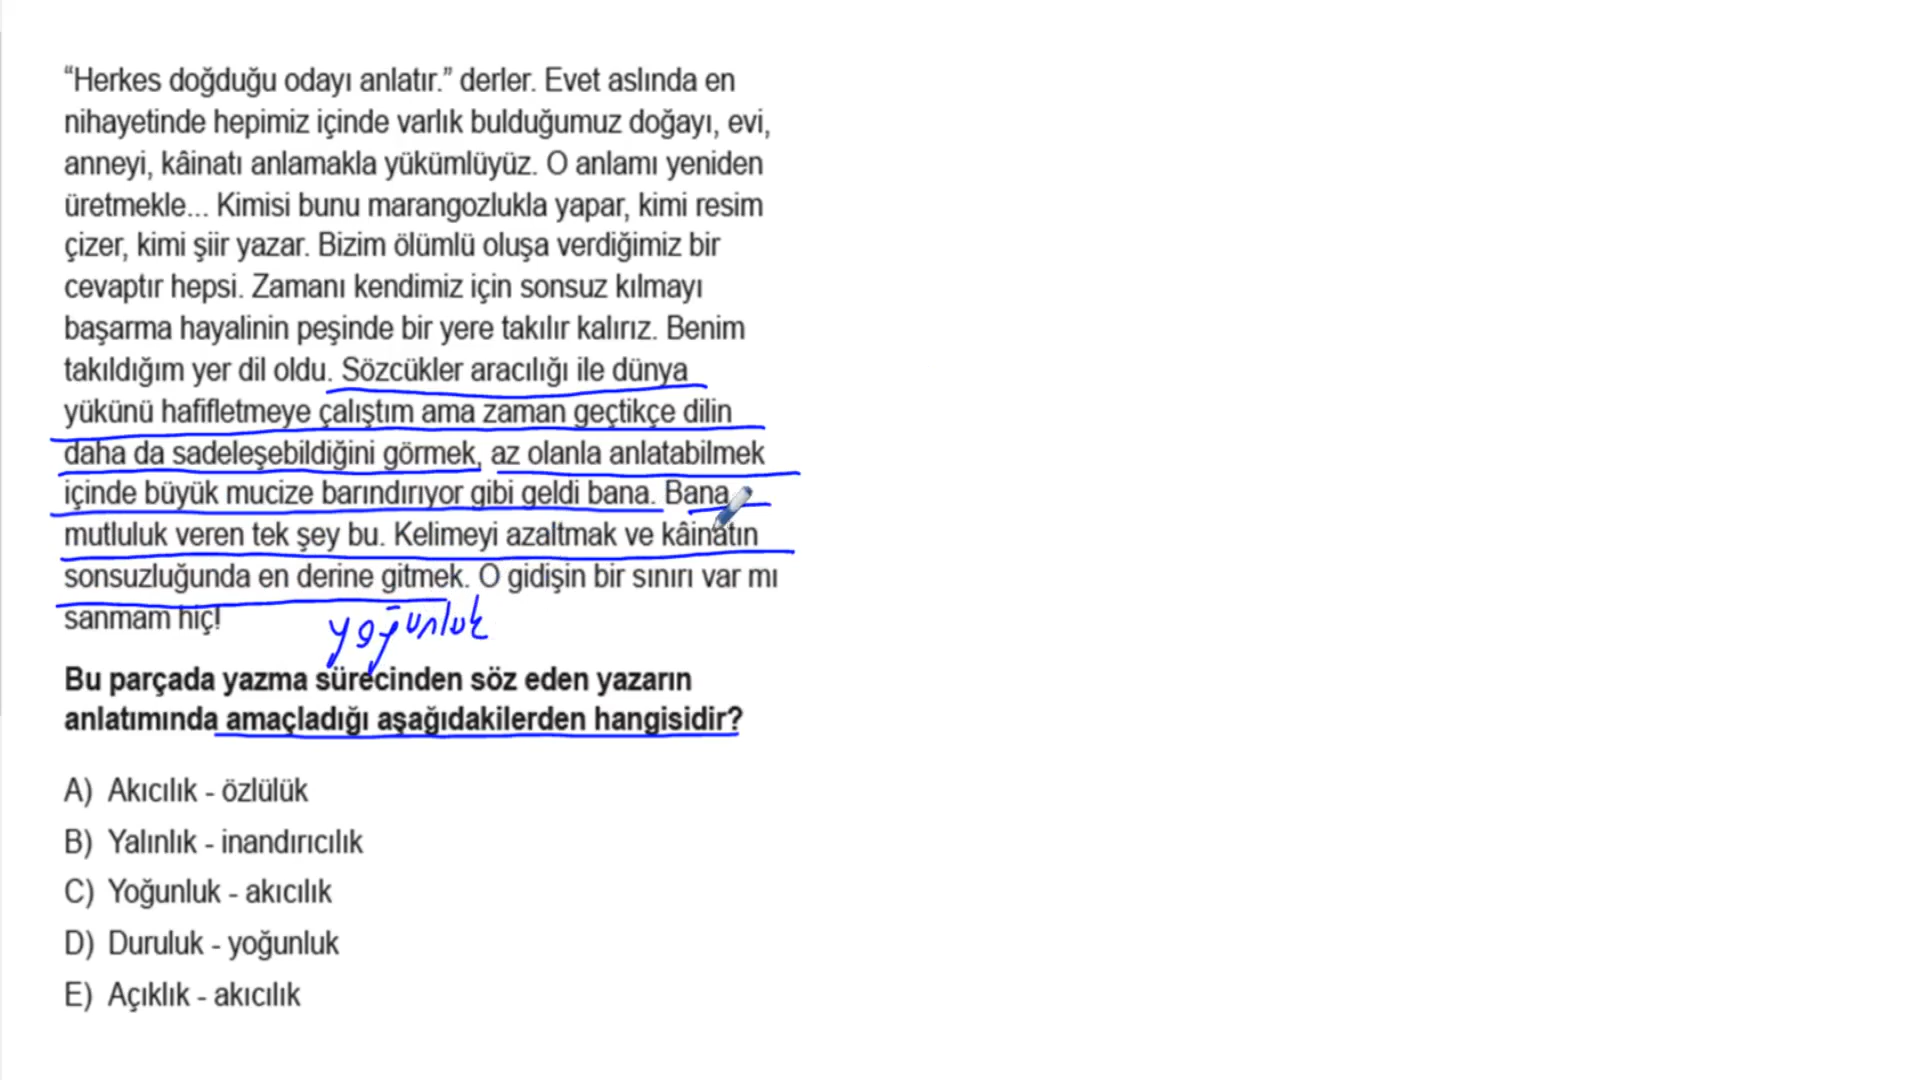 “Herkes doğduğu odayı anlatır.” derler. Evet aslında en
nihayetinde hepimiz içinde varlık bulduğumuz doğayı, evi,
anneyi, kâinatı anlamakla yükümlüyüz. O anlamı yeniden
üretmekle... Kimisi bunu marangozlukla yapar, kimi resim
çizer, kimi şiir yazar. Bizim ölümlü oluşa verdiğimiz bir
cevaptır hepsi. Zamanı kendimiz için sonsuz kılmayı
başarma hayalinin peşinde bir yere takılır kalırız. Benim
takıldığım yer dil oldu. Sözcükler aracılığı ile dünya
yükünü hafifletmeye çalıştım ama zaman geçtikçe dilin
daha da sadeleşebildiğini görmek, az olanla anlatabilmek
içinde büyük mucize barındırıyor gibi geldi bana. Bana
mutluluk veren tek şey bu. Kelimeyi azaltmak ve kâinatın
sonsuzluğunda en derine gitmek. O gidişin bir sınırı var mı
sanmam hiç!
yoğunluk
Bu parçada yazma sürecinden söz eden yazarın
anlatımında amaçladığı aşağıdakilerden hangisidir?
A) Akıcılık - özlülük
B) Yalınlık - inandırıcılık
C) Yoğunluk - akıcılık
D) Duruluk - yoğunluk
E) Açıklık - akıcılık